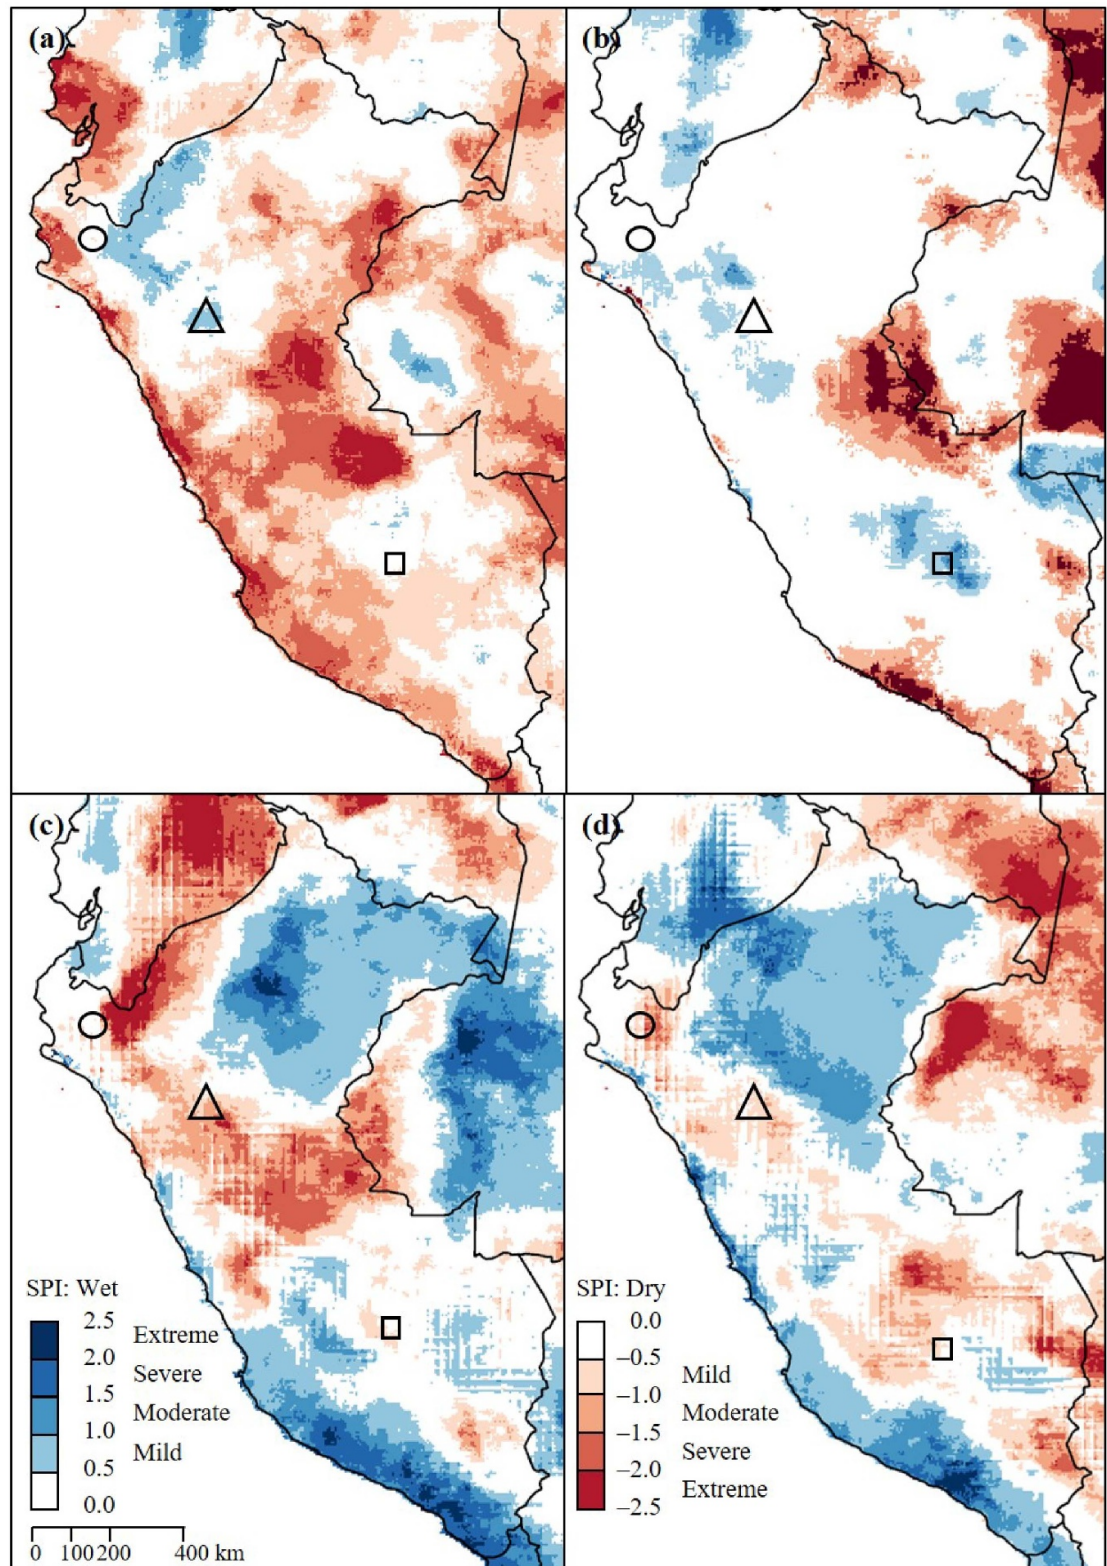 (a)
(b)
(c)
(d)
SPI: Wet
2.5
Extreme
2.0
Severe
1.5
Moderate
1.0
Mild
0.5
0.0
0 100 200 400 km
SPI: Dry
0.0
–0.5
Mild
–1.0
Moderate
–1.5
Severe
–2.0
Extreme
–2.5